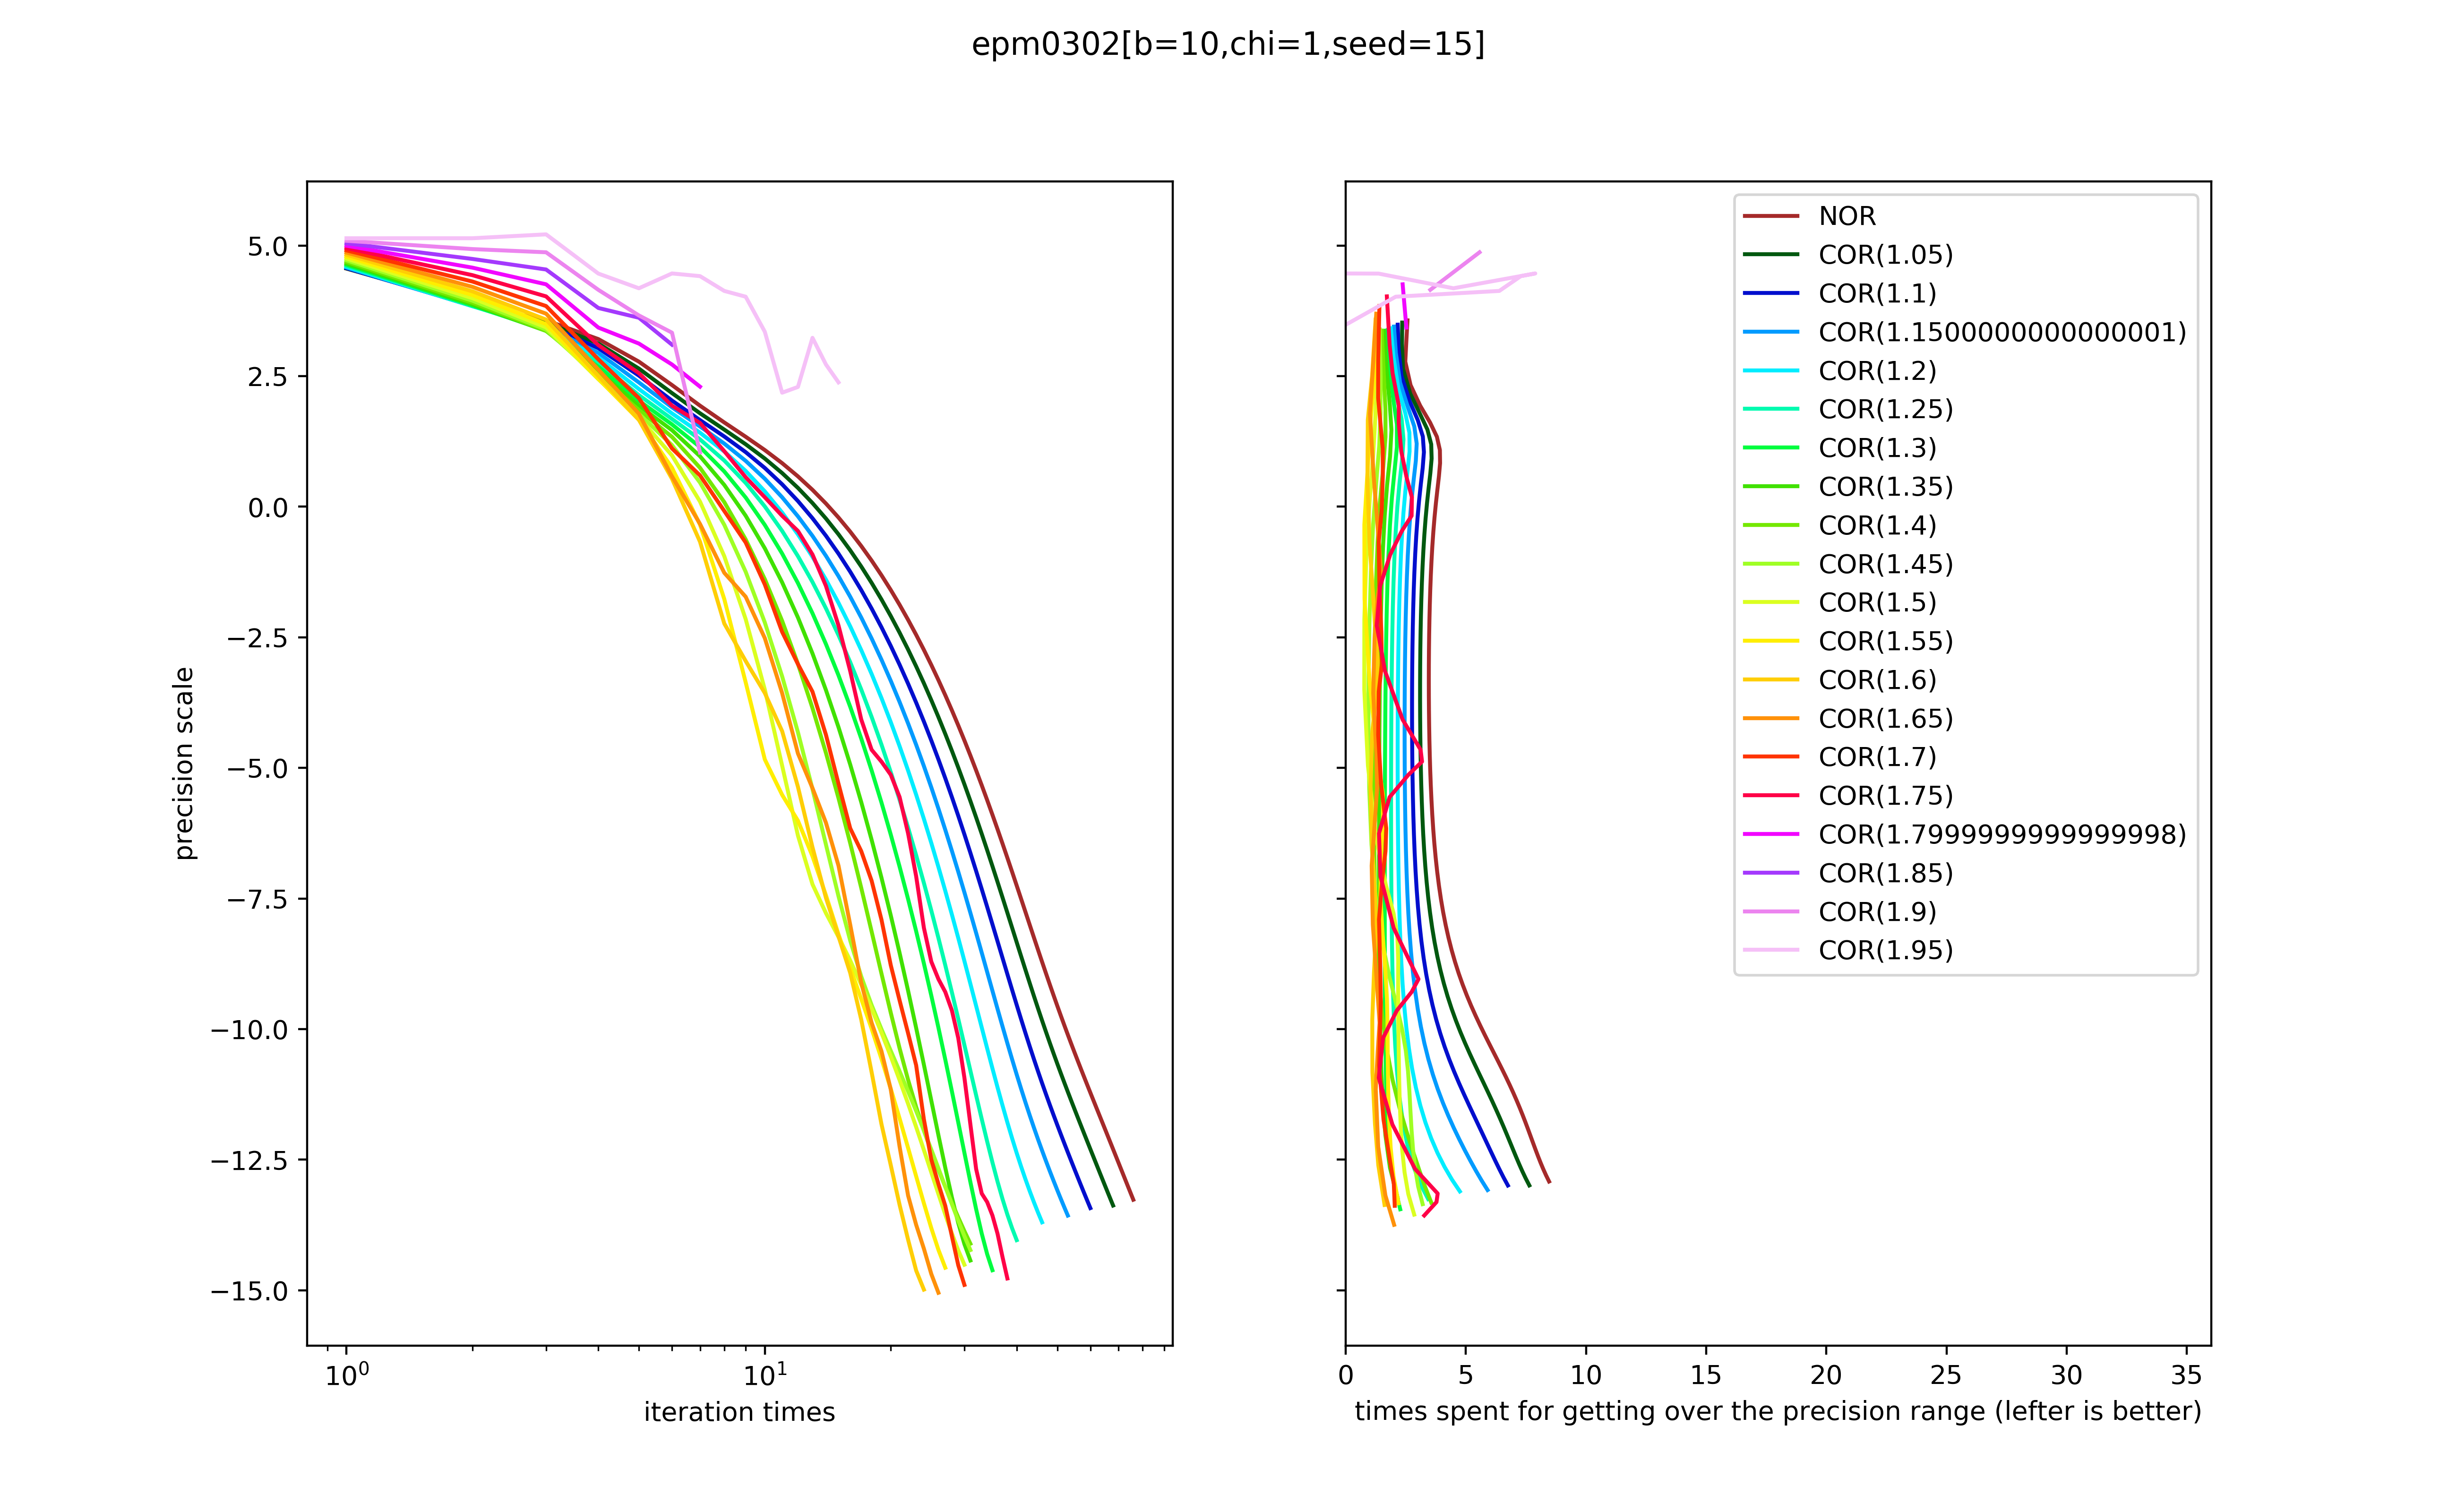 epm0302[b=10,chi=1,seed=15]
precision scale
5.0
2.5
0.0
−2.5
−5.0
−7.5
−10.0
−12.5
−15.0
10⁰
10¹
iteration times
NOR
COR(1.05)
COR(1.1)
COR(1.1500000000000001)
COR(1.2)
COR(1.25)
COR(1.3)
COR(1.35)
COR(1.4)
COR(1.45)
COR(1.5)
COR(1.55)
COR(1.6)
COR(1.65)
COR(1.7)
COR(1.75)
COR(1.7999999999999998)
COR(1.85)
COR(1.9)
COR(1.95)
0 5 10 15 20 25 30 35
times spent for getting over the precision range (lefter is better)